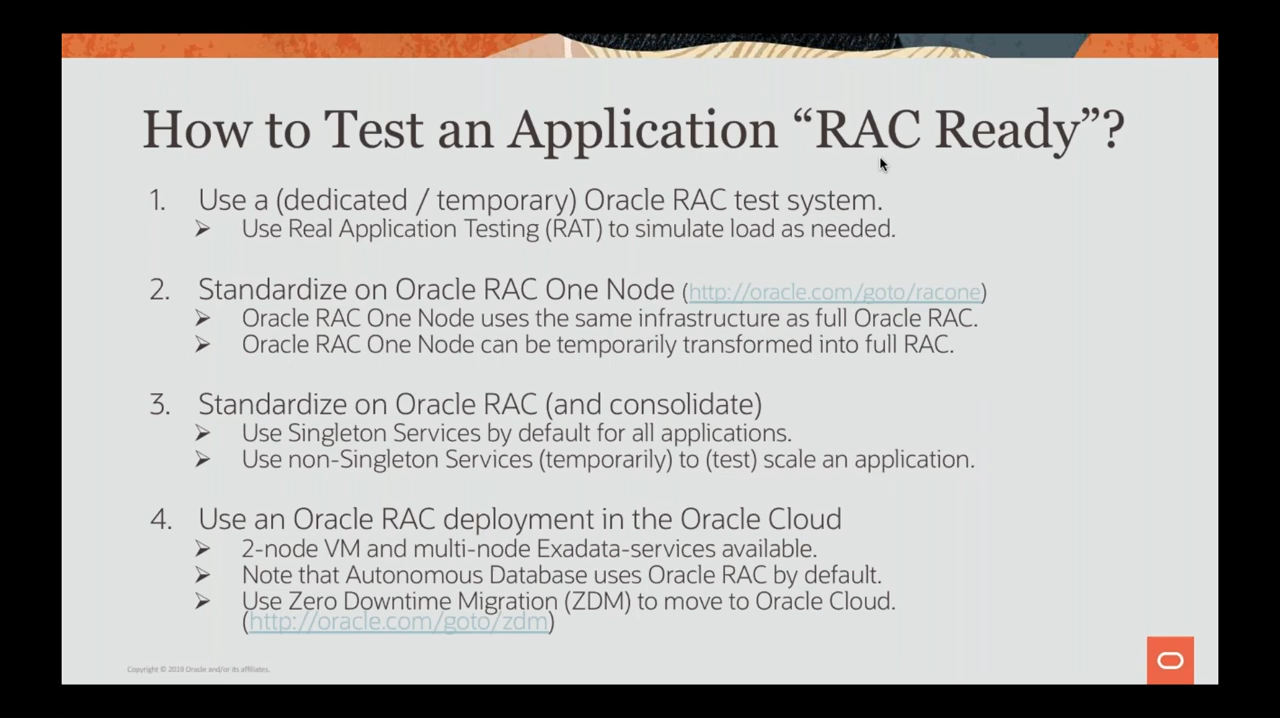 How to Test an Application “RAC Ready”?
1. Use a (dedicated / temporary) Oracle RAC test system.
➢ Use Real Application Testing (RAT) to simulate load as needed.
2. Standardize on Oracle RAC One Node (http://oracle.com/goto/racone)
➢ Oracle RAC One Node uses the same infrastructure as full Oracle RAC.
➢ Oracle RAC One Node can be temporarily transformed into full RAC.
3. Standardize on Oracle RAC (and consolidate)
➢ Use Singleton Services by default for all applications.
➢ Use non-Singleton Services (temporarily) to (test) scale an application.
4. Use an Oracle RAC deployment in the Oracle Cloud
➢ 2-node VM and multi-node Exadata-services available.
➢ Note that Autonomous Database uses Oracle RAC by default.
➢ Use Zero Downtime Migration (ZDM) to move to Oracle Cloud.
(http://oracle.com/goto/zdm)
Copyright © 2019 Oracle and/or its affiliates.